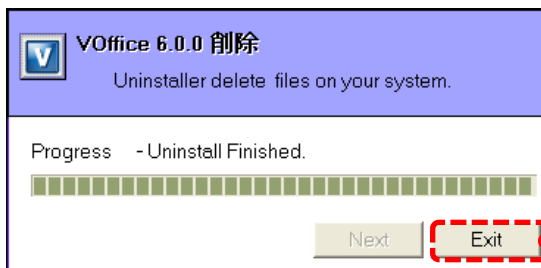 V
VOffice 6.0.0 削除
Uninstaller delete files on your system.
Progress - Uninstall Finished.
Next
Exit